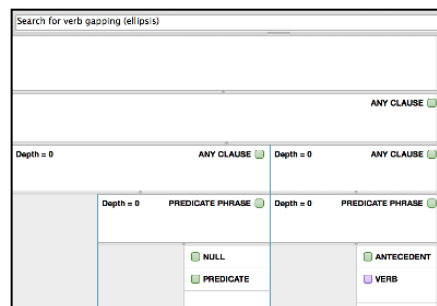 Search for verb gapping (ellipsis)
ANY CLAUSE
Depth = 0 ANY CLAUSE Depth = 0 ANY CLAUSE
Depth = 0 PREDICATE PHRASE Depth = 0 PREDICATE PHRASE
NULL ANTECEDENT
PREDICATE VERB